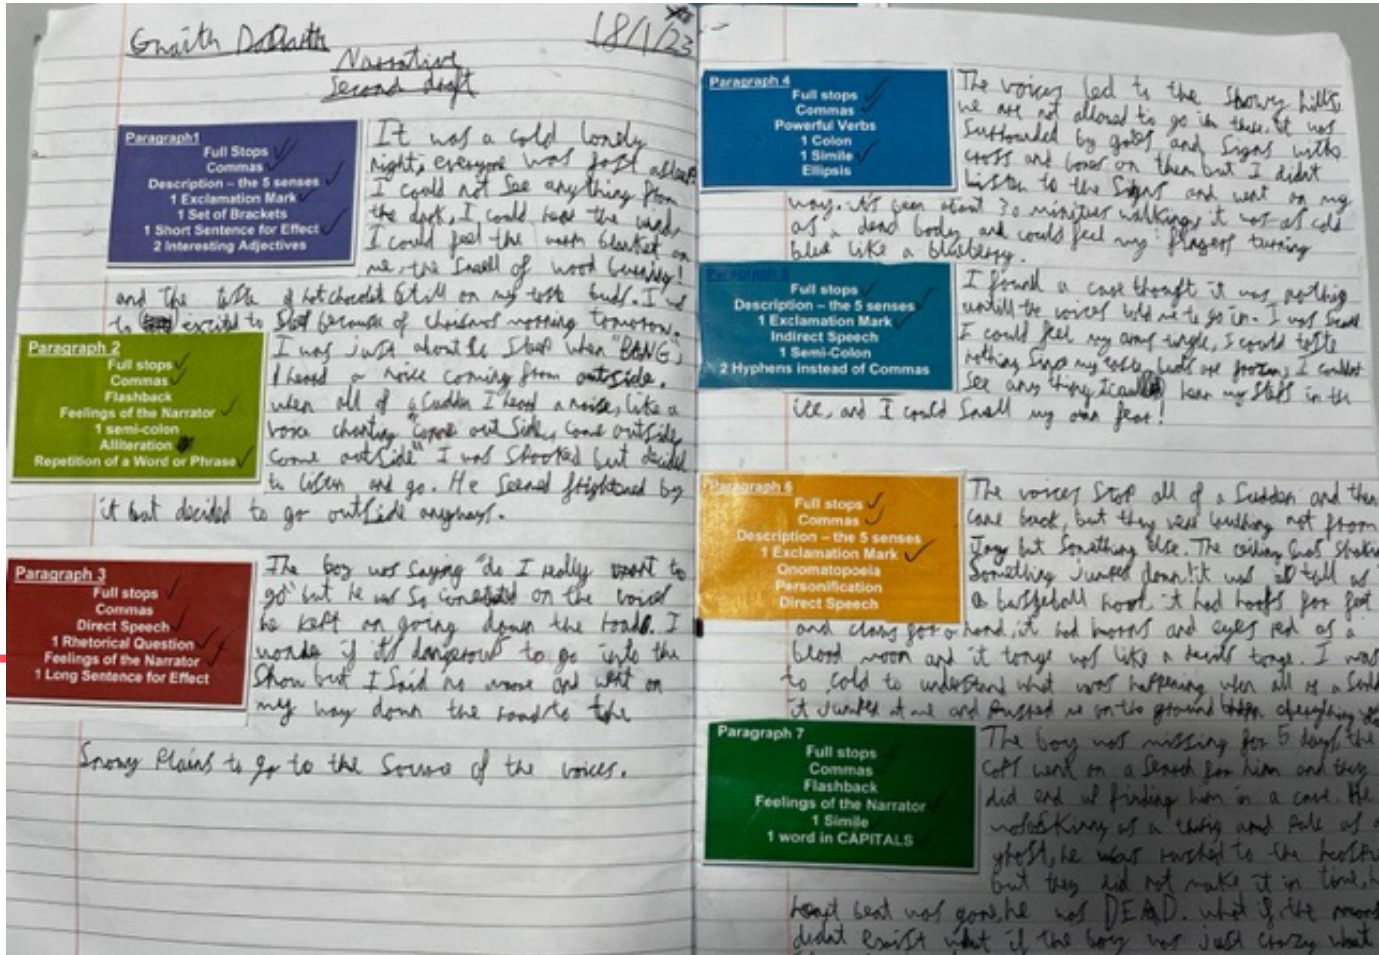 Narrative
Second draft
18/1/23
Paragraph1
Full Stops
Commas
Description – the 5 senses
1 Exclamation Mark
1 Set of Brackets
1 Short Sentence for Effect
2 Interesting Adjectives
It was a cold lonely
night, everyone was fast asleep
I could not see anything from
the dark, I could hear the wind,
I could feel the warm blanket on
me, the smell of wood burning!
and the taste of hot chocolate still on my taste buds. I was
to excited to because of morning tomorrow.
Paragraph 2
Full stops
Commas
Flashback
Feelings of the Narrator
1 semi-colon
Alliteration
Repetition of a Word or Phrase
I was just about to sleep when "BANG",
I heard a noise coming from outside.
when all of a sudden I heard a noise, like a
voice chanting "come outside, come outside
come outside" I was shooked but decided
to listen and go. He seemed frightened by
it but decided to go outside anyways.
Paragraph 3
Full stops
Commas
Direct Speech
1 Rhetorical Question
Feelings of the Narrator
1 Long Sentence for Effect
The boy was saying "do I really want to
go" but he was so on the voices
he kept on going down the road. I
wonder if it's dangerous to go into the
Snow but I said no more and went on
my way down the road to the
Snowy Plains to go to the source of the voices.
Paragraph 4
Full stops
Commas
Powerful Verbs
1 Colon
1 Simile
Ellipsis
The voices led to the snowy hills,
we are not allowed to go in there, it was
surrounded by gates and signs with
cross and bones on them but I didnt
listen to the signs and went on my
way. it's been about 30 walking, it was as cold
as a dead body and could feel my fingers turning
blue like a blueberry.
Paragraph 5
Full stops
Description – the 5 senses
1 Exclamation Mark
Indirect Speech
1 Semi-Colon
2 Hyphens instead of Commas
I found a cave thought it was nothing
untill the voices told me to go in. I was
I could feel my arms tingle, I could taste
nothing my taste buds are frozen, I couldnt
see any thing, I could hear my steps in the
ice, and I could smell my own fear!
Paragraph 6
Full stops
Commas
Description – the 5 senses
1 Exclamation Mark
Onomatopoeia
Personification
Direct Speech
The voices stop all of a sudden and then
came back, but they were not from
but something else. The ceiling was
Something jumped down! it was as tall as
a it had hoofs for feet
and claws for a hand, it had horns and eyes red as a
blood moon and it tonge was like a devils tonge. I was
to cold to understand what was happening when all of a
it jumped at me and pushed me on the ground then everything
Paragraph 7
Full stops
Commas
Flashback
Feelings of the Narrator
1 Simile
1 word in CAPITALS
The boy was missing for 5 days, the
cops went on a search for him and they
did end up finding him in a cave. He
was skinny as a twig and pale as a
ghost, he was rushed to the
but they did not make it in time,
beat was gone, he was DEAD. what if the
didnt exist what if the boy was just crazy what